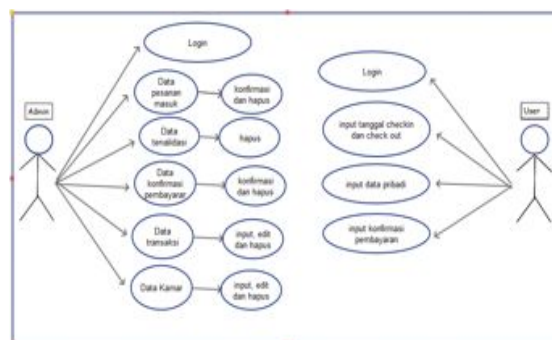 Login
Data
pesanan
masuk
konfirmasi
dan hapus
Admin
Data
tervalidasi
hapus
Data
konfirmasi
pembayaran
konfirmasi
dan hapus
Data
transaksi
input, edit
dan hapus
Data Kamar
input, edit
dan hapus
Login
User
input tanggal checkin
dan check out
input data pribadi
input konfirmasi
pembayaran